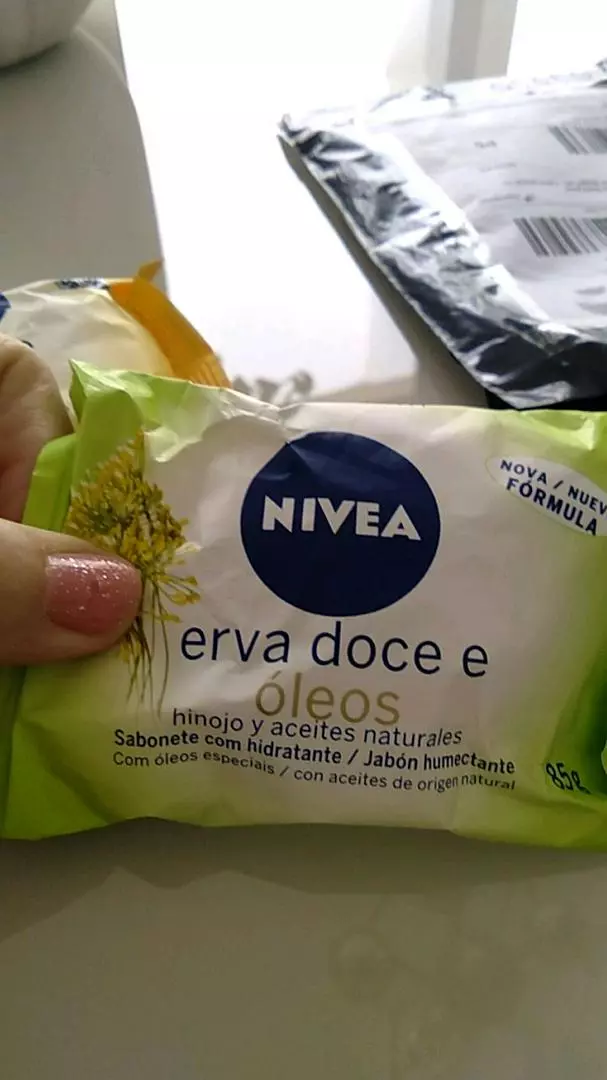 NIVEA
NOVA / NUEV
FÓRMULA
erva doce e
óleos
hinojo y aceites naturales
Sabonete com hidratante / Jabón humectante
Com óleos especiais / con aceites de origen natural
85g